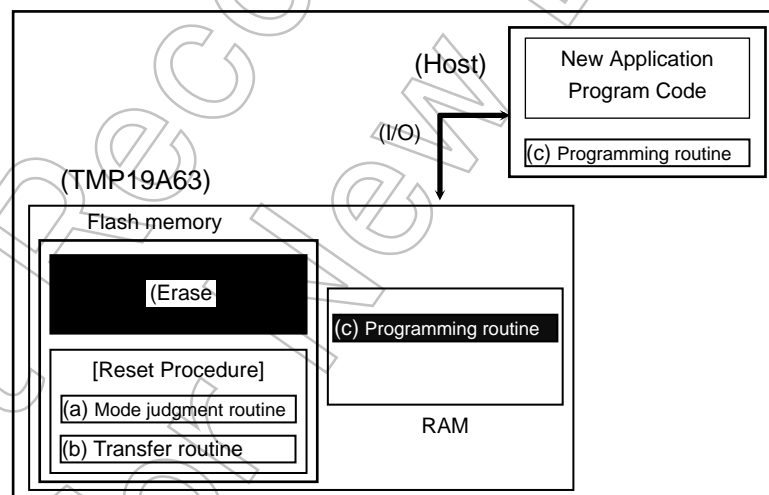 New Application
Program Code
(c) Programming routine
(Host)
(I/O)
(TMP19A63)
Flash memory
(Erase
[Reset Procedure]
(a) Mode judgment routine
(b) Transfer routine
(c) Programming routine
RAM